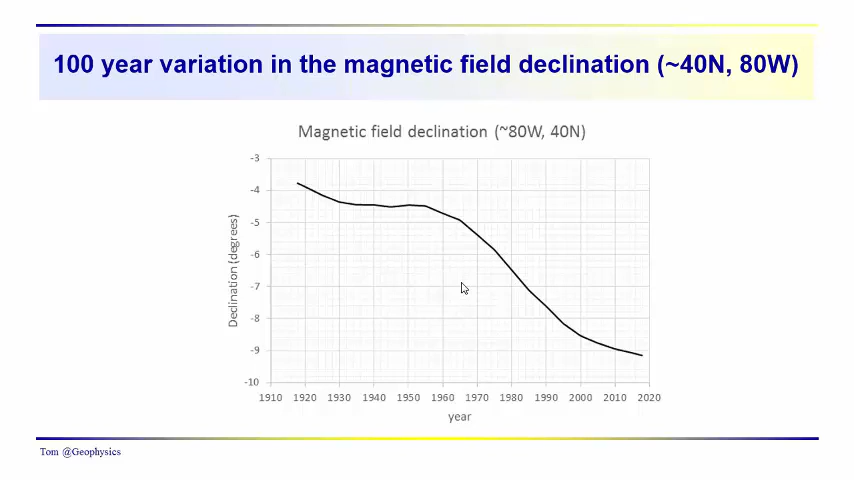 100 year variation in the magnetic field declination (~40N, 80W)
Magnetic field declination (~80W, 40N)
Declination (degrees)
-3
-4
-5
-6
-7
-8
-9
-10
1910 1920 1930 1940 1950 1960 1970 1980 1990 2000 2010 2020
year
Tom @Geophysics